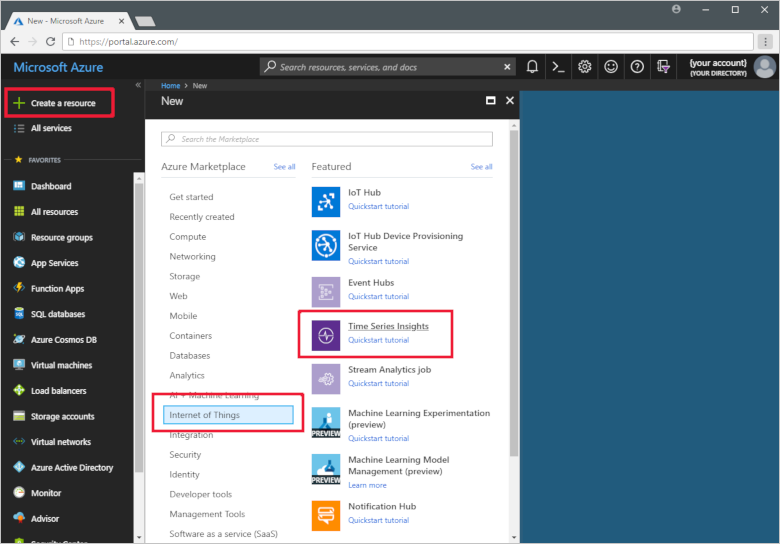 New - Microsoft Azure
https://portal.azure.com/
Microsoft Azure
Search resources, services, and docs
{your account}
(YOUR DIRECTORY)
Create a resource
All services
FAVORITES
Dashboard
All resources
Resource groups
App Services
Function Apps
SQL databases
Azure Cosmos DB
Virtual machines
Load balancers
Storage accounts
Virtual networks
Azure Active Directory
Monitor
Advisor
Security Center
Home > New
New
Search the Marketplace
Azure Marketplace
See all
Get started
Recently created
Compute
Networking
Storage
Web
Mobile
Containers
Databases
Analytics
AI + Machine Learning
Internet of Things
Integration
Security
Identity
Developer tools
Management Tools
Software as a service (SaaS)
Featured
See all
IoT Hub
Quickstart tutorial
IoT Hub Device Provisioning
Service
Quickstart tutorial
Event Hubs
Quickstart tutorial
Time Series Insights
Quickstart tutorial
Stream Analytics job
Quickstart tutorial
PREVIEW
Machine Learning Experimentation
(preview)
Quickstart tutorial
PREVIEW
Machine Learning Model
Management (preview)
Learn more
Notification Hub
Quickstart tutorial